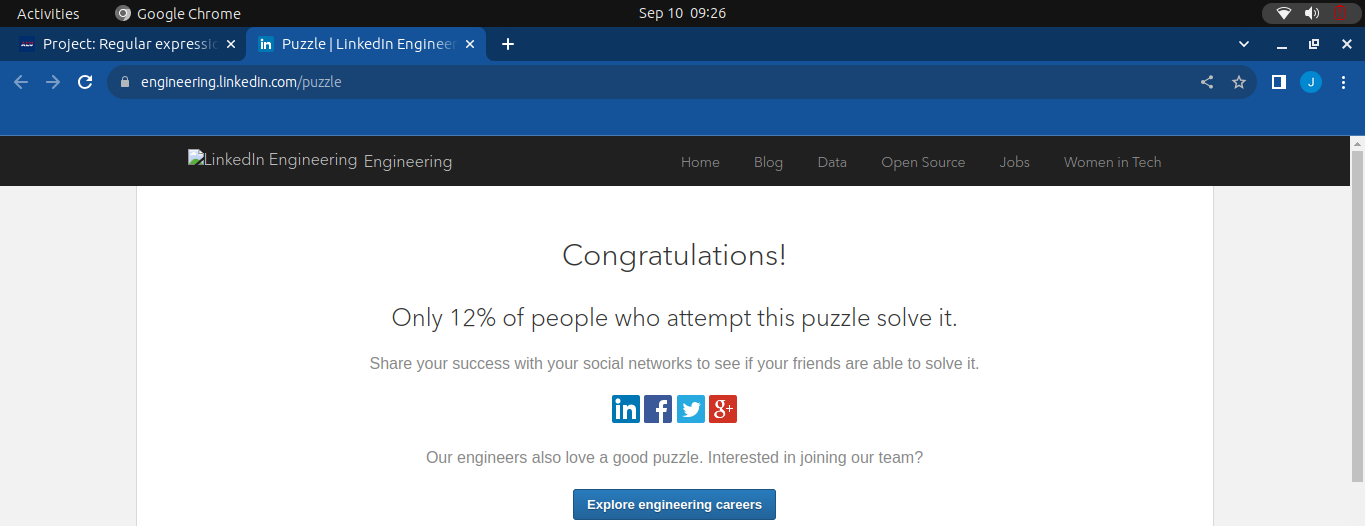 Activities Google Chrome Sep 10 09:26
Project: Regular expressi Puzzle | LinkedIn Engineer
engineering.linkedin.com/puzzle J
LinkedIn Engineering Engineering Home Blog Data Open Source Jobs Women in Tech
Congratulations!
Only 12% of people who attempt this puzzle solve it.
Share your success with your social networks to see if your friends are able to solve it.
in f g+
Our engineers also love a good puzzle. Interested in joining our team?
Explore engineering careers